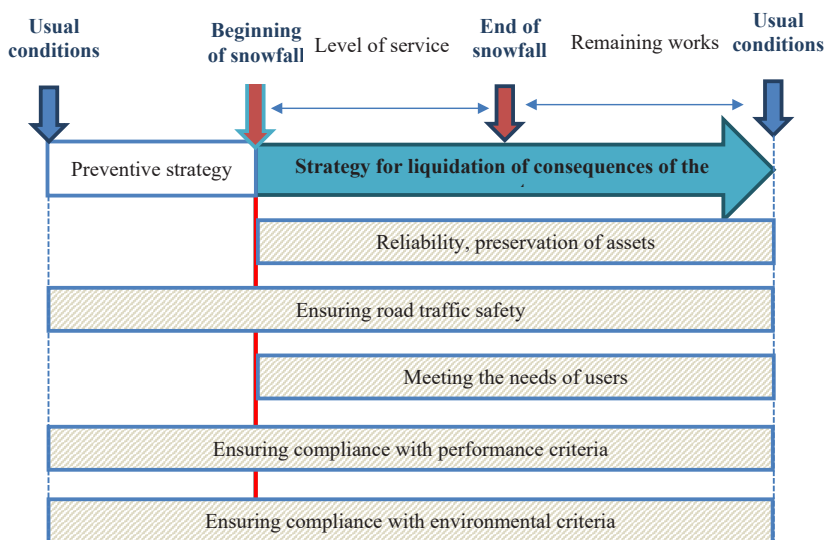 Usual
conditions
Beginning
of snowfall
Level of service
End of
snowfall
Remaining works
Usual
conditions
Preventive strategy
Strategy for liquidation of consequences of the
Reliability, preservation of assets
Ensuring road traffic safety
Meeting the needs of users
Ensuring compliance with performance criteria
Ensuring compliance with environmental criteria